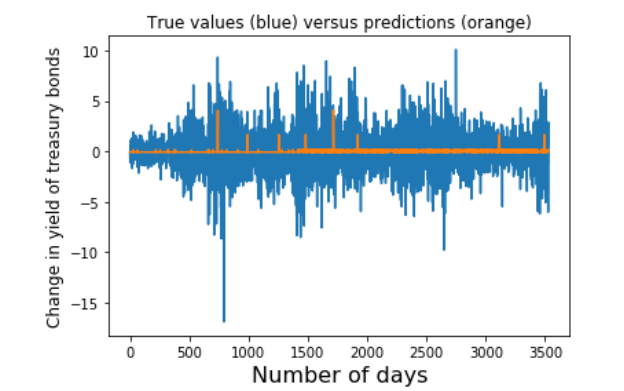 True values (blue) versus predictions (orange)
Change in yield of treasury bonds
10
5
0
−5
−10
−15
0 500 1000 1500 2000 2500 3000 3500
Number of days